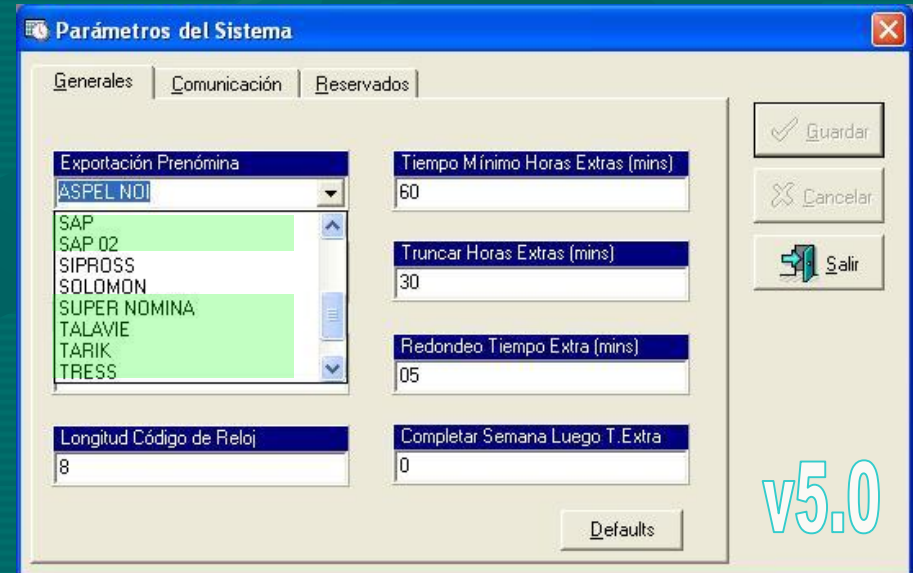 Parámetros del Sistema
Generales
Comunicación
Reservados
Exportación Prenómina
ASPEL NOI
SAP
SAP 02
SIPROSS
SOLOMON
SUPER NOMINA
TALAVIE
TARIK
TRESS
Longitud Código de Reloj
8
Tiempo Mínimo Horas Extras (mins)
60
Truncar Horas Extras (mins)
30
Redondeo Tiempo Extra (mins)
05
Completar Semana Luego T.Extra
0
Defaults
Guardar
Cancelar
Salir
v5.0